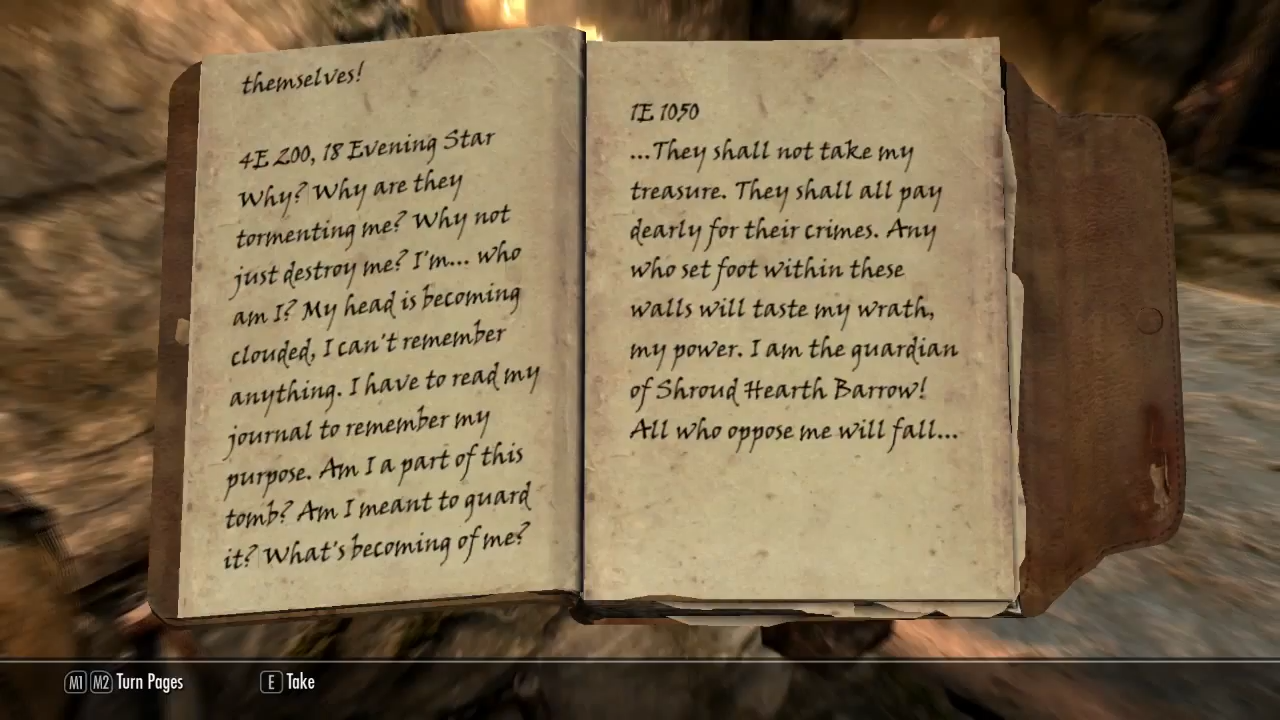 themselves!
4E 200, 18 Evening Star
Why? Why are they
tormenting me? Why not
just destroy me? I'm... who
am I? My head is becoming
clouded, I can't remember
anything. I have to read my
journal to remember my
purpose. Am I a part of this
tomb? Am I meant to guard
it? What's becoming of me?
1E 1050
...They shall not take my
treasure. They shall all pay
dearly for their crimes. Any
who set foot within these
walls will taste my wrath,
my power. I am the guardian
of Shroud Hearth Barrow!
All who oppose me will fall...
M1 M2 Turn Pages
E Take